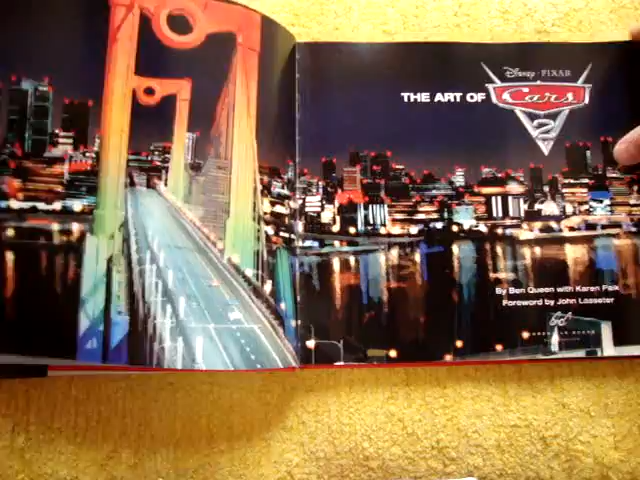 Disney · PIXAR
THE ART OF
Cars
2
By Ben Queen with Karen Paik
Foreword by John Lasseter